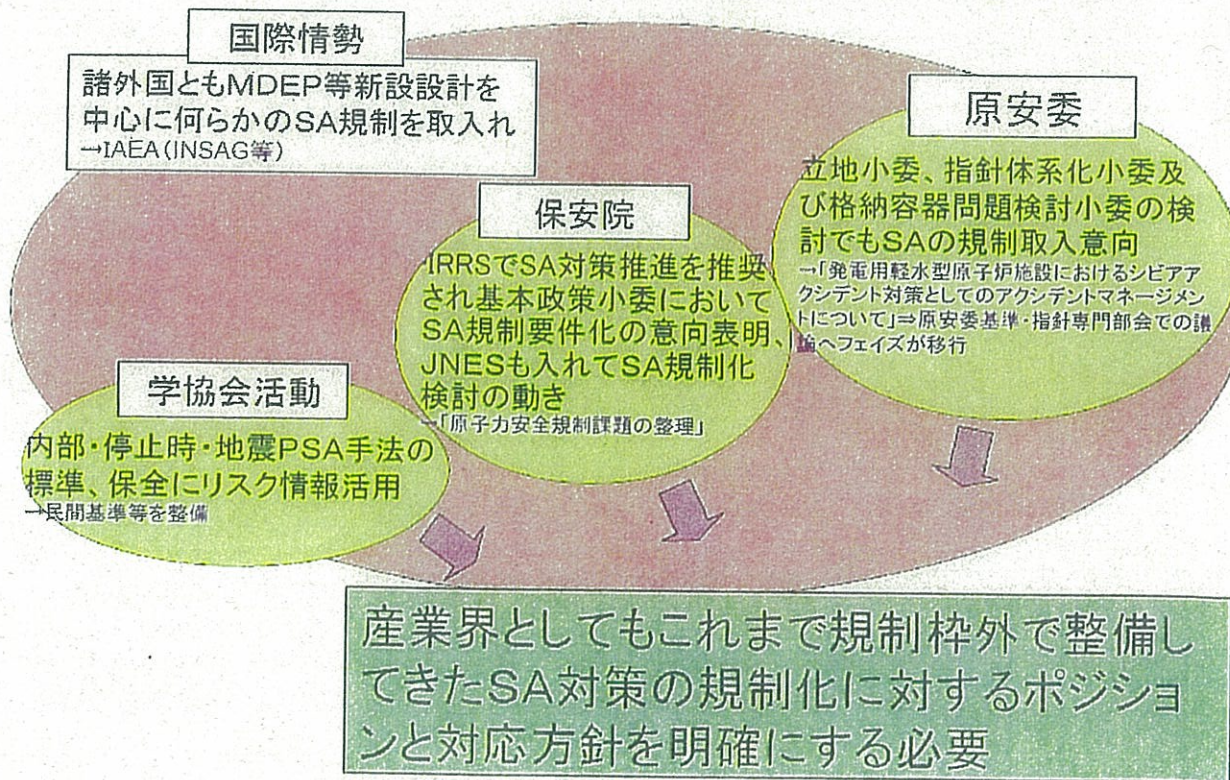 国際情勢
諸外国ともMDEP等新設設計を
中心に何らかのSA規制を取入れ
→IAEA(INSAG等)
原安委
立地小委、指針体系化小委及
び格納容器問題検討小委の検
討でもSAの規制取入意向
→「発電用軽水型原子炉施設におけるシビアア
クシデント対策としてのアクシデントマネージメン
トについて」⇒原安委基準・指針専門部会での議
論へフェイズが移行
保安院
IRRSでSA対策推進を推奨
され基本政策小委において
SA規制要件化の意向表明、
JNESも入れてSA規制化
検討の動き
→「原子力安全規制課題の整理」
学協会活動
内部・停止時・地震PSA手法の
標準、保全にリスク情報活用
→民間基準等を整備
産業界としてもこれまで規制枠外で整備し
てきたSA対策の規制化に対するポジショ
ンと対応方針を明確にする必要